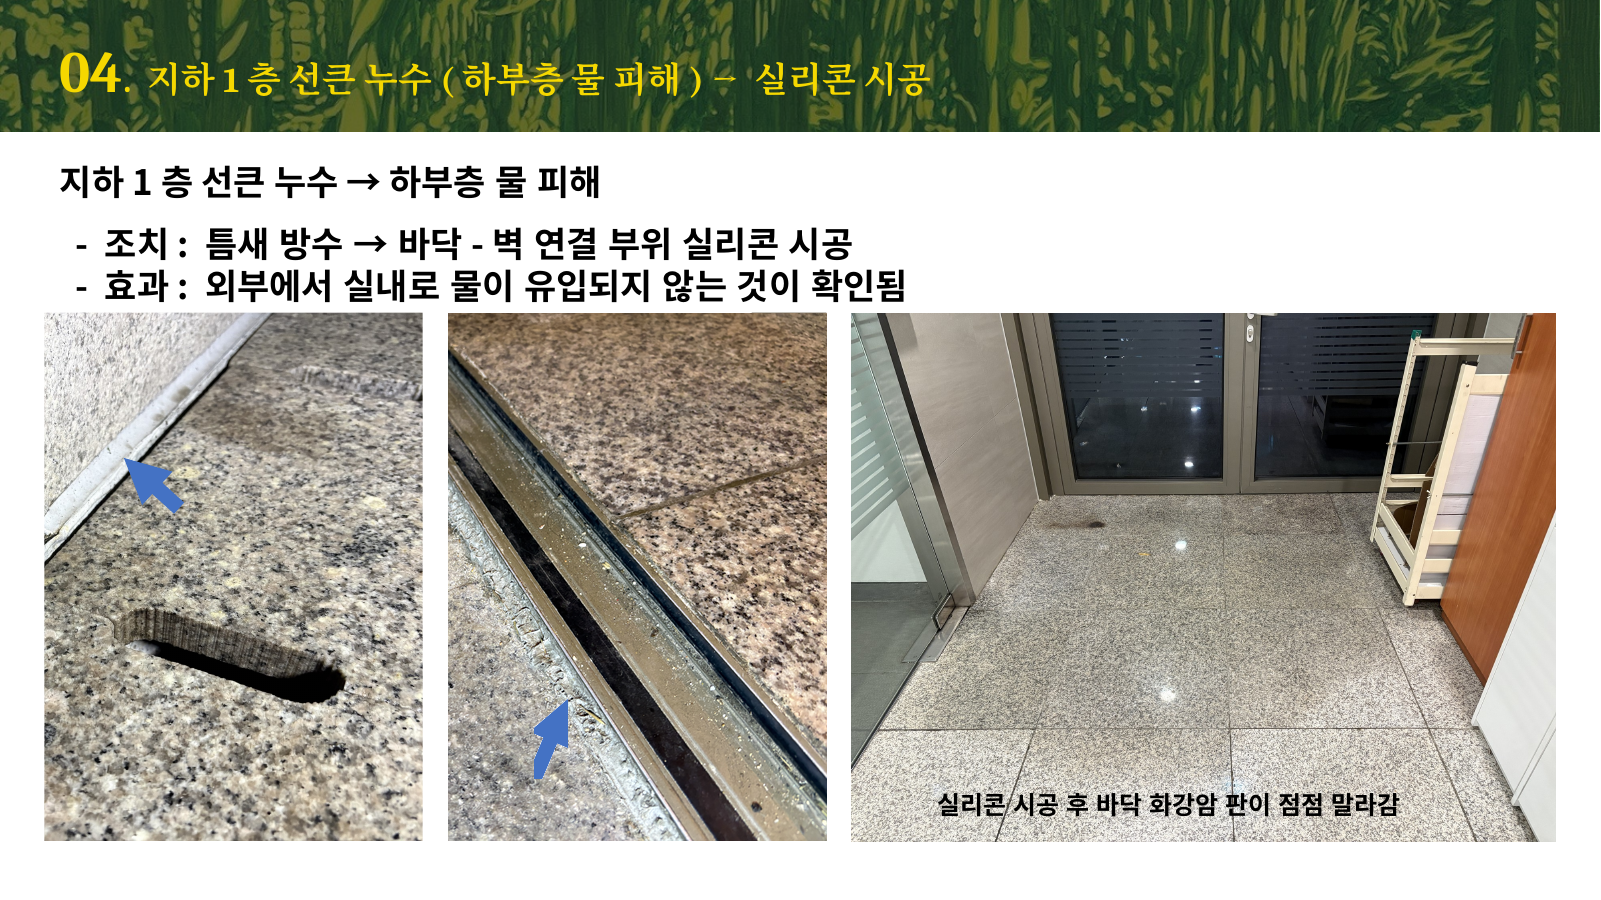 04. 지하 1 층 선큰 누수 ( 하부층 물 피해 ) → 실리콘 시공
지하 1 층 선큰 누수 → 하부층 물 피해
- 조치 : 틈새 방수 → 바닥 - 벽 연결 부위 실리콘 시공
- 효과 : 외부에서 실내로 물이 유입되지 않는 것이 확인됨
실리콘 시공 후 바닥 화강암 판이 점점 말라감